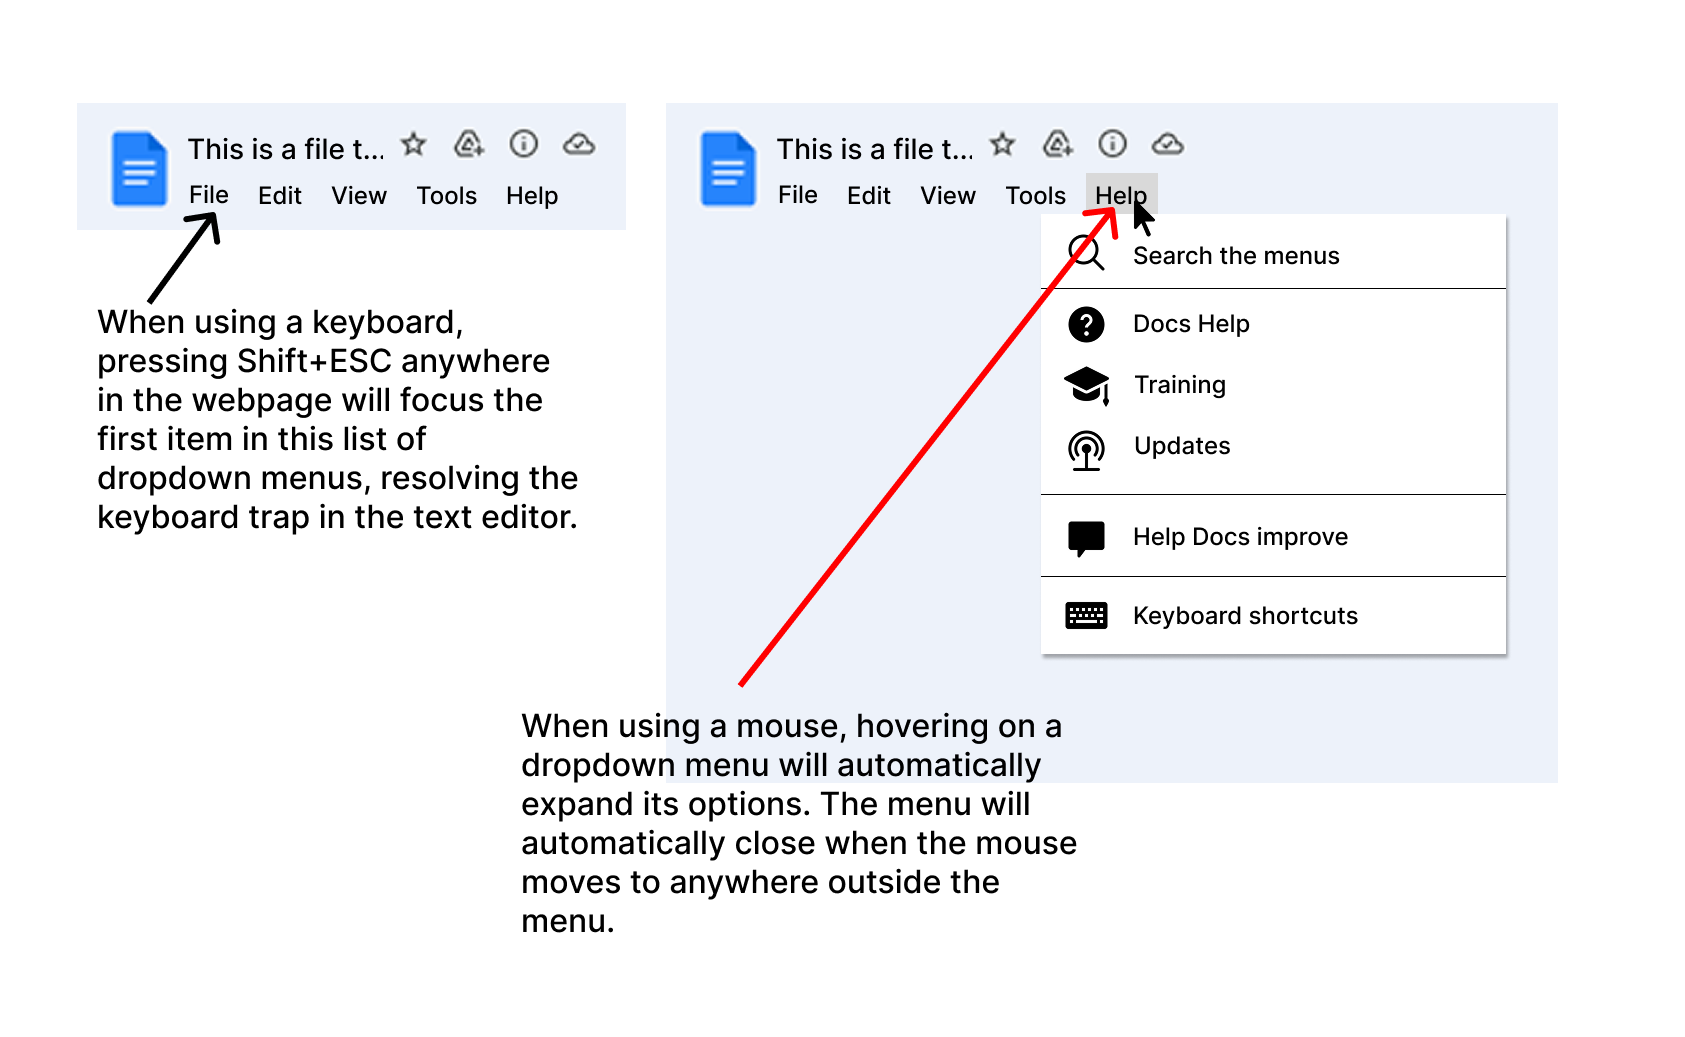 This is a file t...
File Edit View Tools Help
When using a keyboard,
pressing Shift+ESC anywhere
in the webpage will focus the
first item in this list of
dropdown menus, resolving the
keyboard trap in the text editor.
This is a file t...
File Edit View Tools Help
Search the menus
? Docs Help
Training
Updates
Help Docs improve
Keyboard shortcuts
When using a mouse, hovering on a
dropdown menu will automatically
expand its options. The menu will
automatically close when the mouse
moves to anywhere outside the
menu.